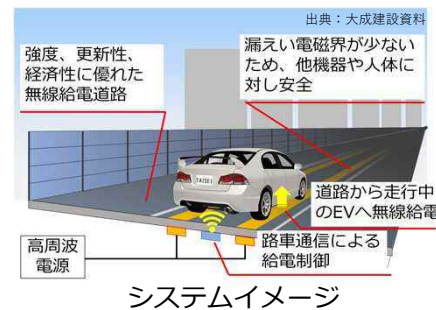 出典：大成建設資料
強度、更新性、
経済性に優れた
無線給電道路
漏えい電磁界が少ない
ため、他機器や人体に
対し安全
TAISEI
道路から走行中
のEVへ無線給電
路車通信による
給電制御
高周波
電源
システムイメージ